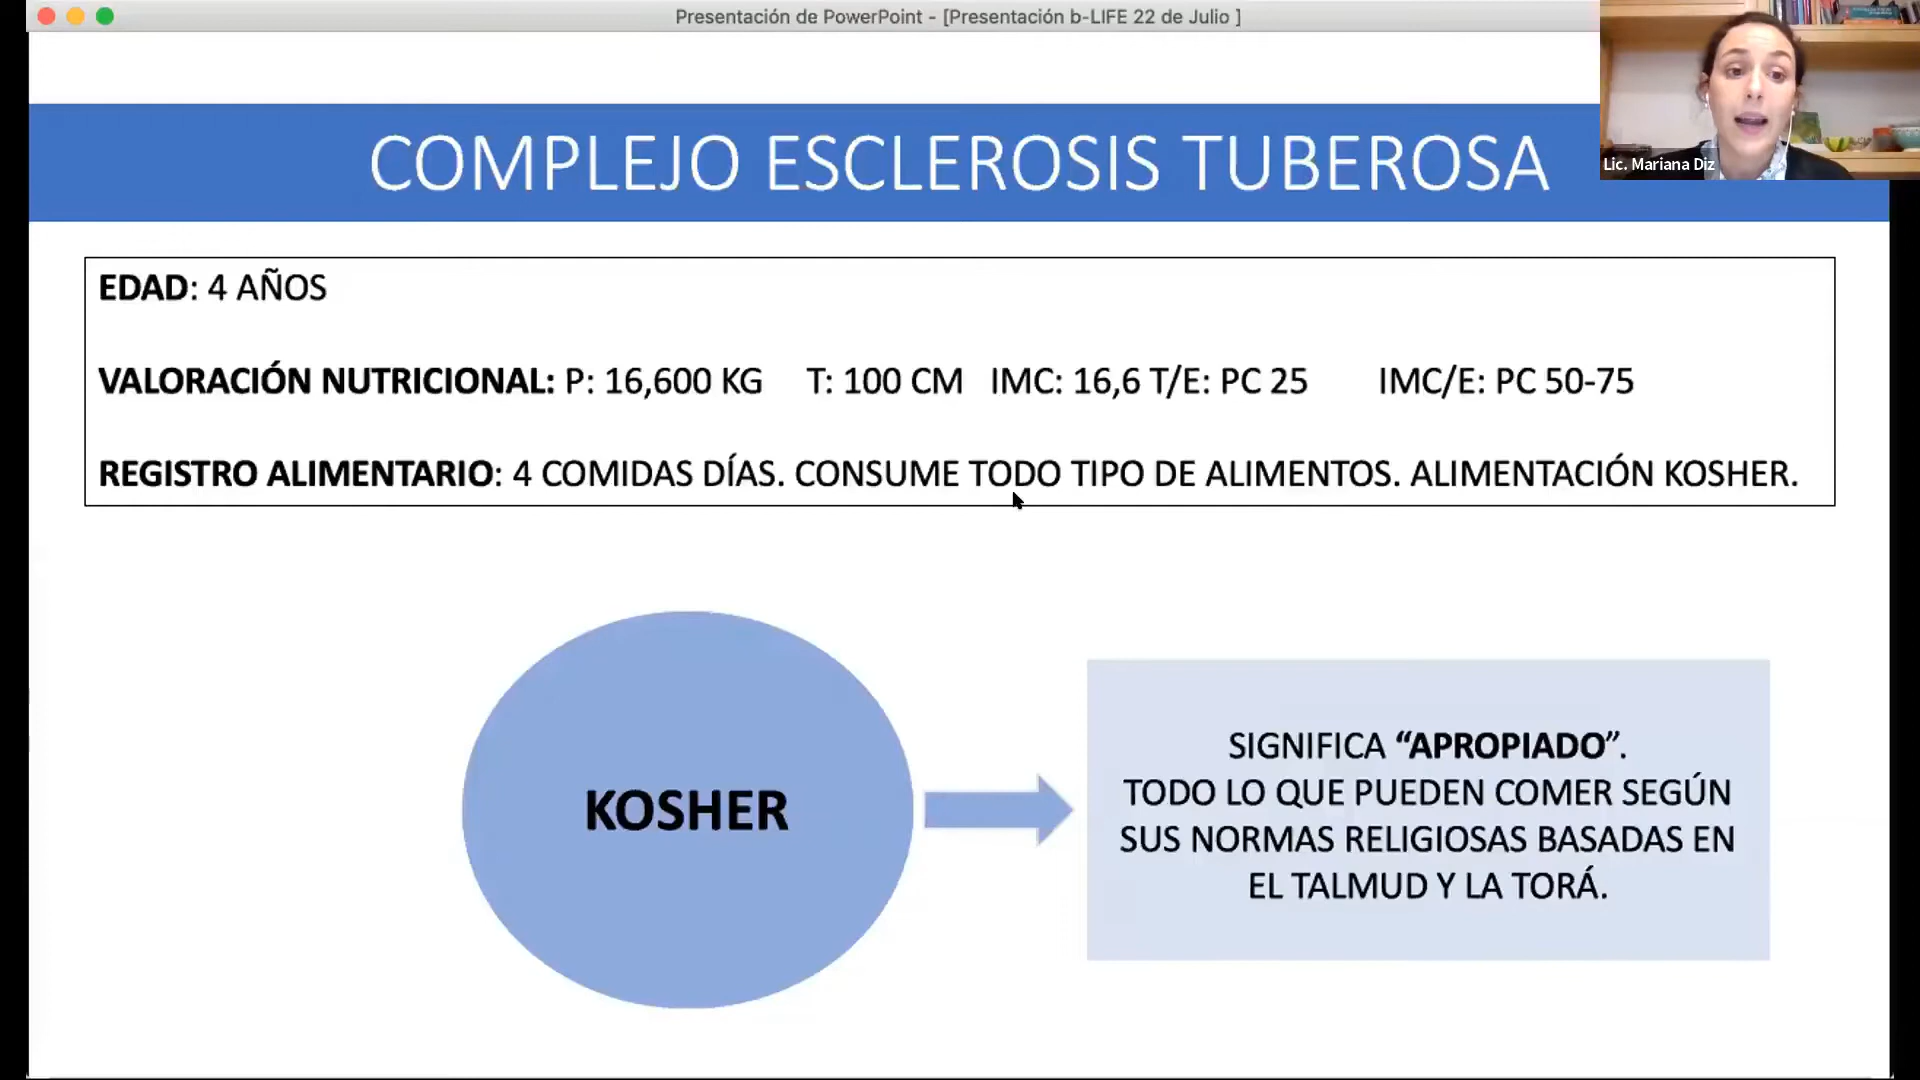 Presentación de PowerPoint - [Presentación b-LIFE 22 de Julio ]
Lic. Mariana Diz
COMPLEJO ESCLEROSIS TUBEROSA
EDAD: 4 AÑOS
VALORACIÓN NUTRICIONAL: P: 16,600 KG T: 100 CM IMC: 16,6 T/E: PC 25 IMC/E: PC 50-75
REGISTRO ALIMENTARIO: 4 COMIDAS DÍAS. CONSUME TODO TIPO DE ALIMENTOS. ALIMENTACIÓN KOSHER.
KOSHER
SIGNIFICA “APROPIADO”.
TODO LO QUE PUEDEN COMER SEGÚN
SUS NORMAS RELIGIOSAS BASADAS EN
EL TALMUD Y LA TORÁ.